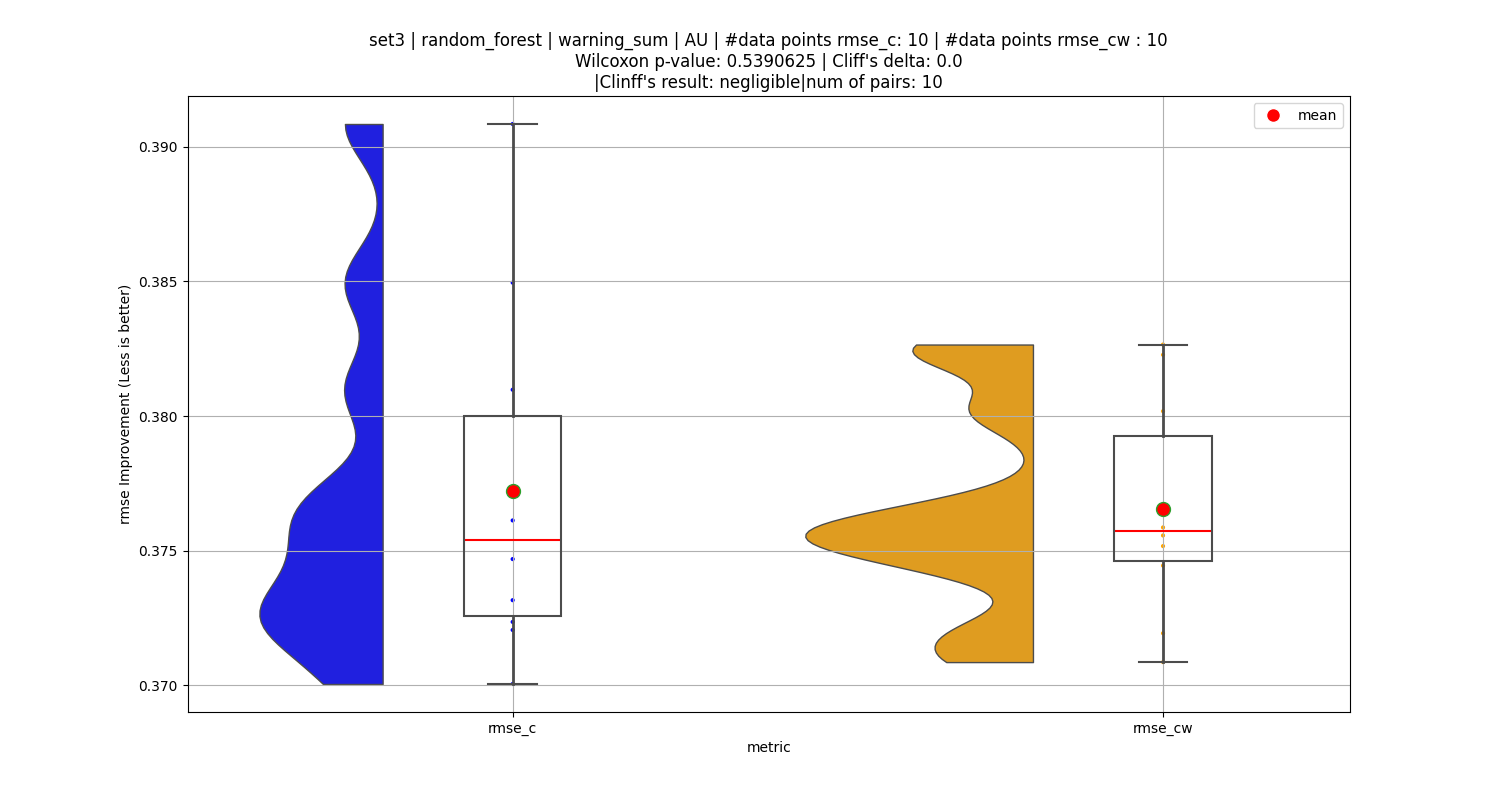 set3 | random_forest | warning_sum | AU | #data points rmse_c: 10 | #data points rmse_cw : 10
Wilcoxon p-value: 0.5390625 | Cliff's delta: 0.0
|Clinff's result: negligible|num of pairs: 10
mean
0.390
0.385
0.380
0.375
0.370
rmse Improvement (Less is better)
rmse_c
rmse_cw
metric